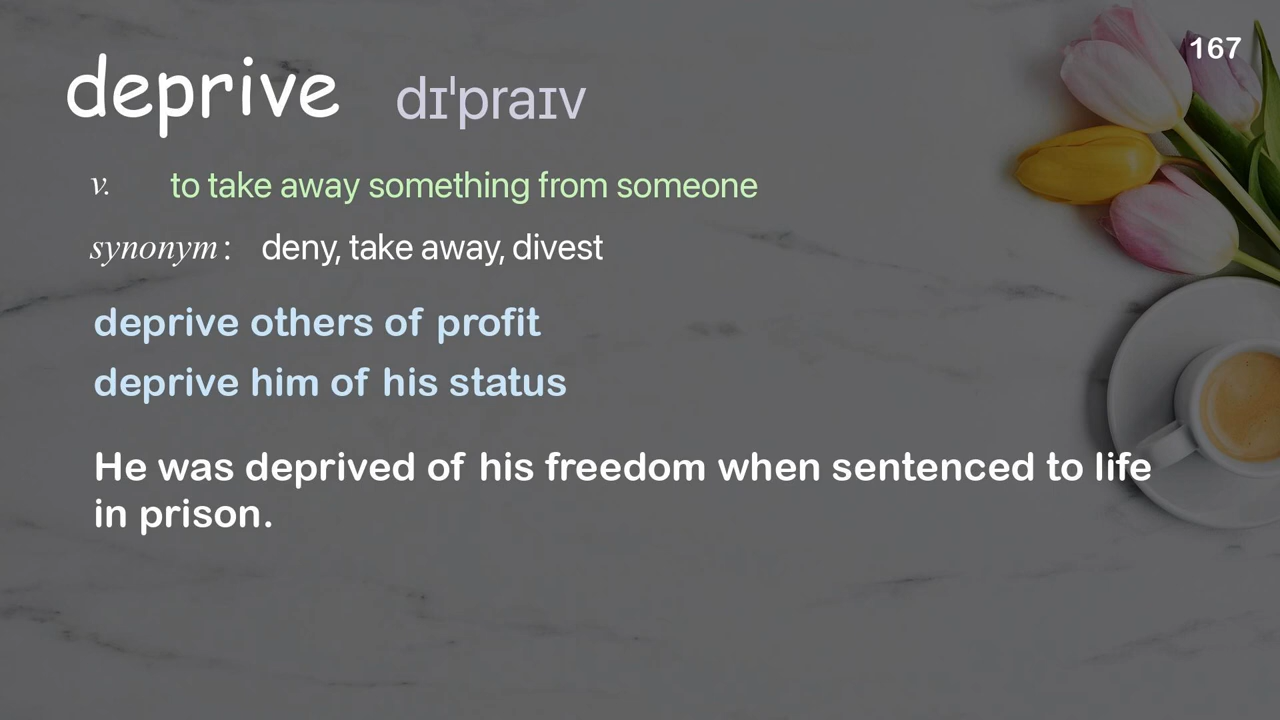 167
deprive dɪˈpraɪv
v. to take away something from someone
synonym: deny, take away, divest
deprive others of profit
deprive him of his status
He was deprived of his freedom when sentenced to life
in prison.